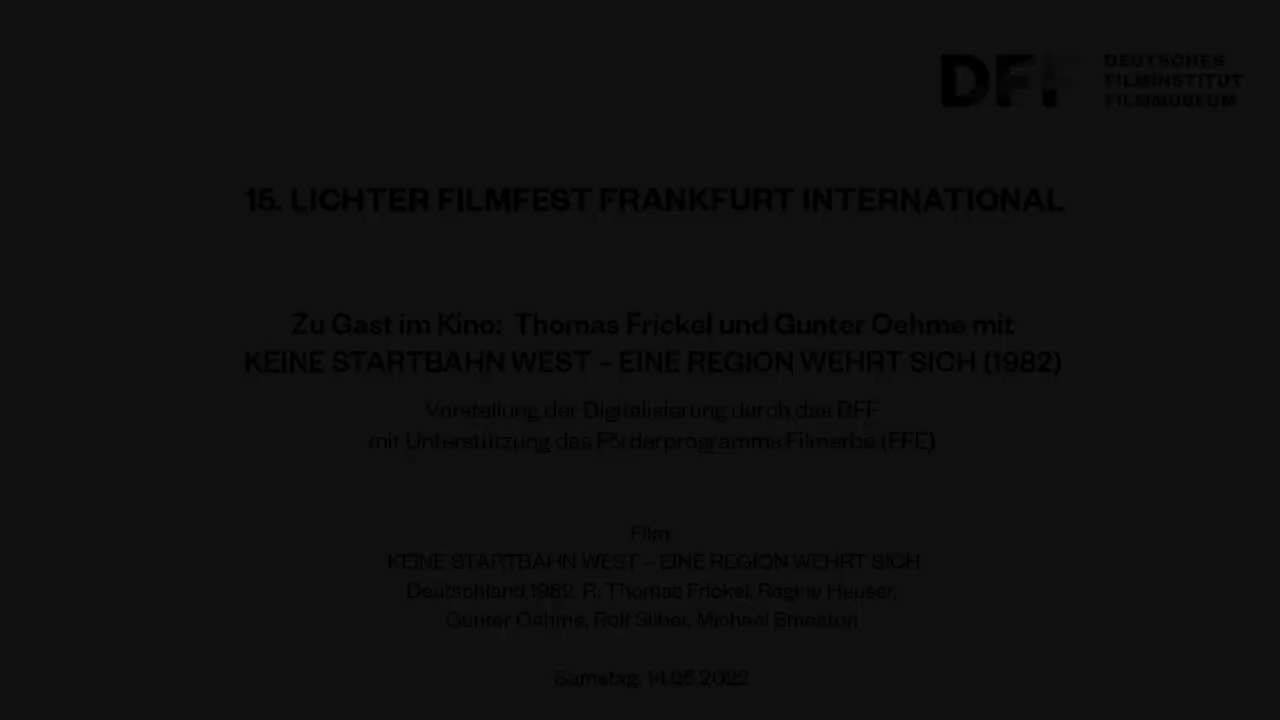 DFF
DEUTSCHES
FILMINSTITUT
FILMMUSEUM
15. LICHTER FILMFEST FRANKFURT INTERNATIONAL
Zu Gast im Kino: Thomas Frickel und Gunter Oehme mit
KEINE STARTBAHN WEST – EINE REGION WEHRT SICH (1982)
Vorstellung der Digitalisierung durch das DFF
mit Unterstützung des Förderprogramms Filmerbe (FFE)
Film
KEINE STARTBAHN WEST – EINE REGION WEHRT SICH
Deutschland 1982. R: Thomas Frickel, Regine Heuser,
Gunter Oehme, Rolf Silber, Michael Smeaton
Samstag, 14.05.2022